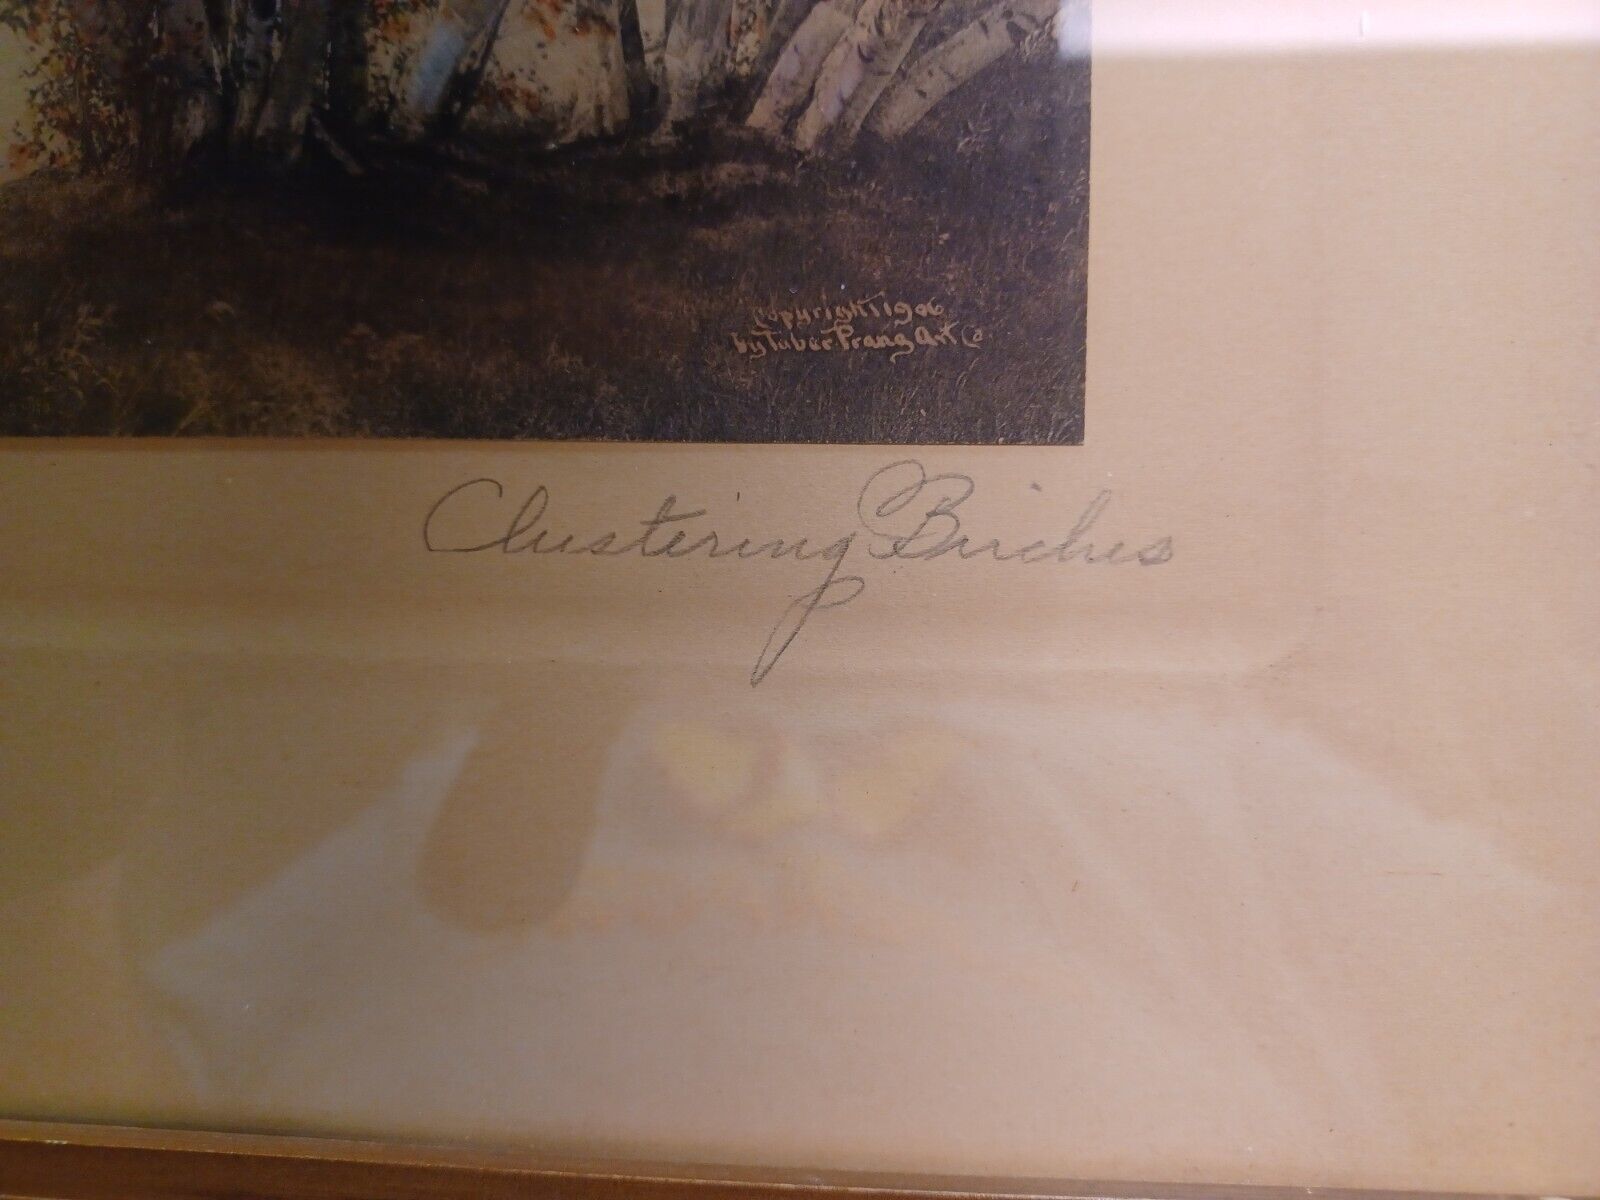 Copyright 1906
by Taber Prang Art Co
Clustering Birches